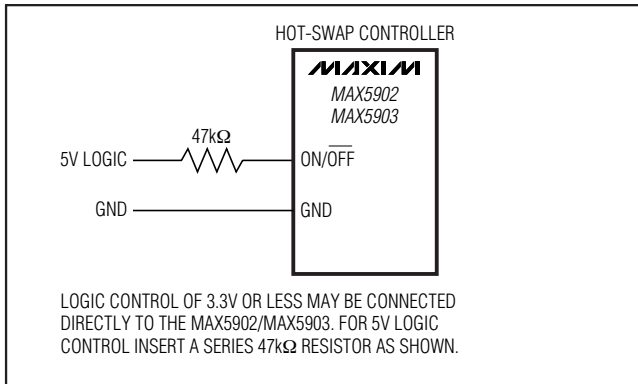 HOT-SWAP CONTROLLER
MAXIM
MAX5902
MAX5903
47kΩ
5V LOGIC
ON/O̅F̅F̅
GND
GND
LOGIC CONTROL OF 3.3V OR LESS MAY BE CONNECTED
DIRECTLY TO THE MAX5902/MAX5903. FOR 5V LOGIC
CONTROL INSERT A SERIES 47kΩ RESISTOR AS SHOWN.